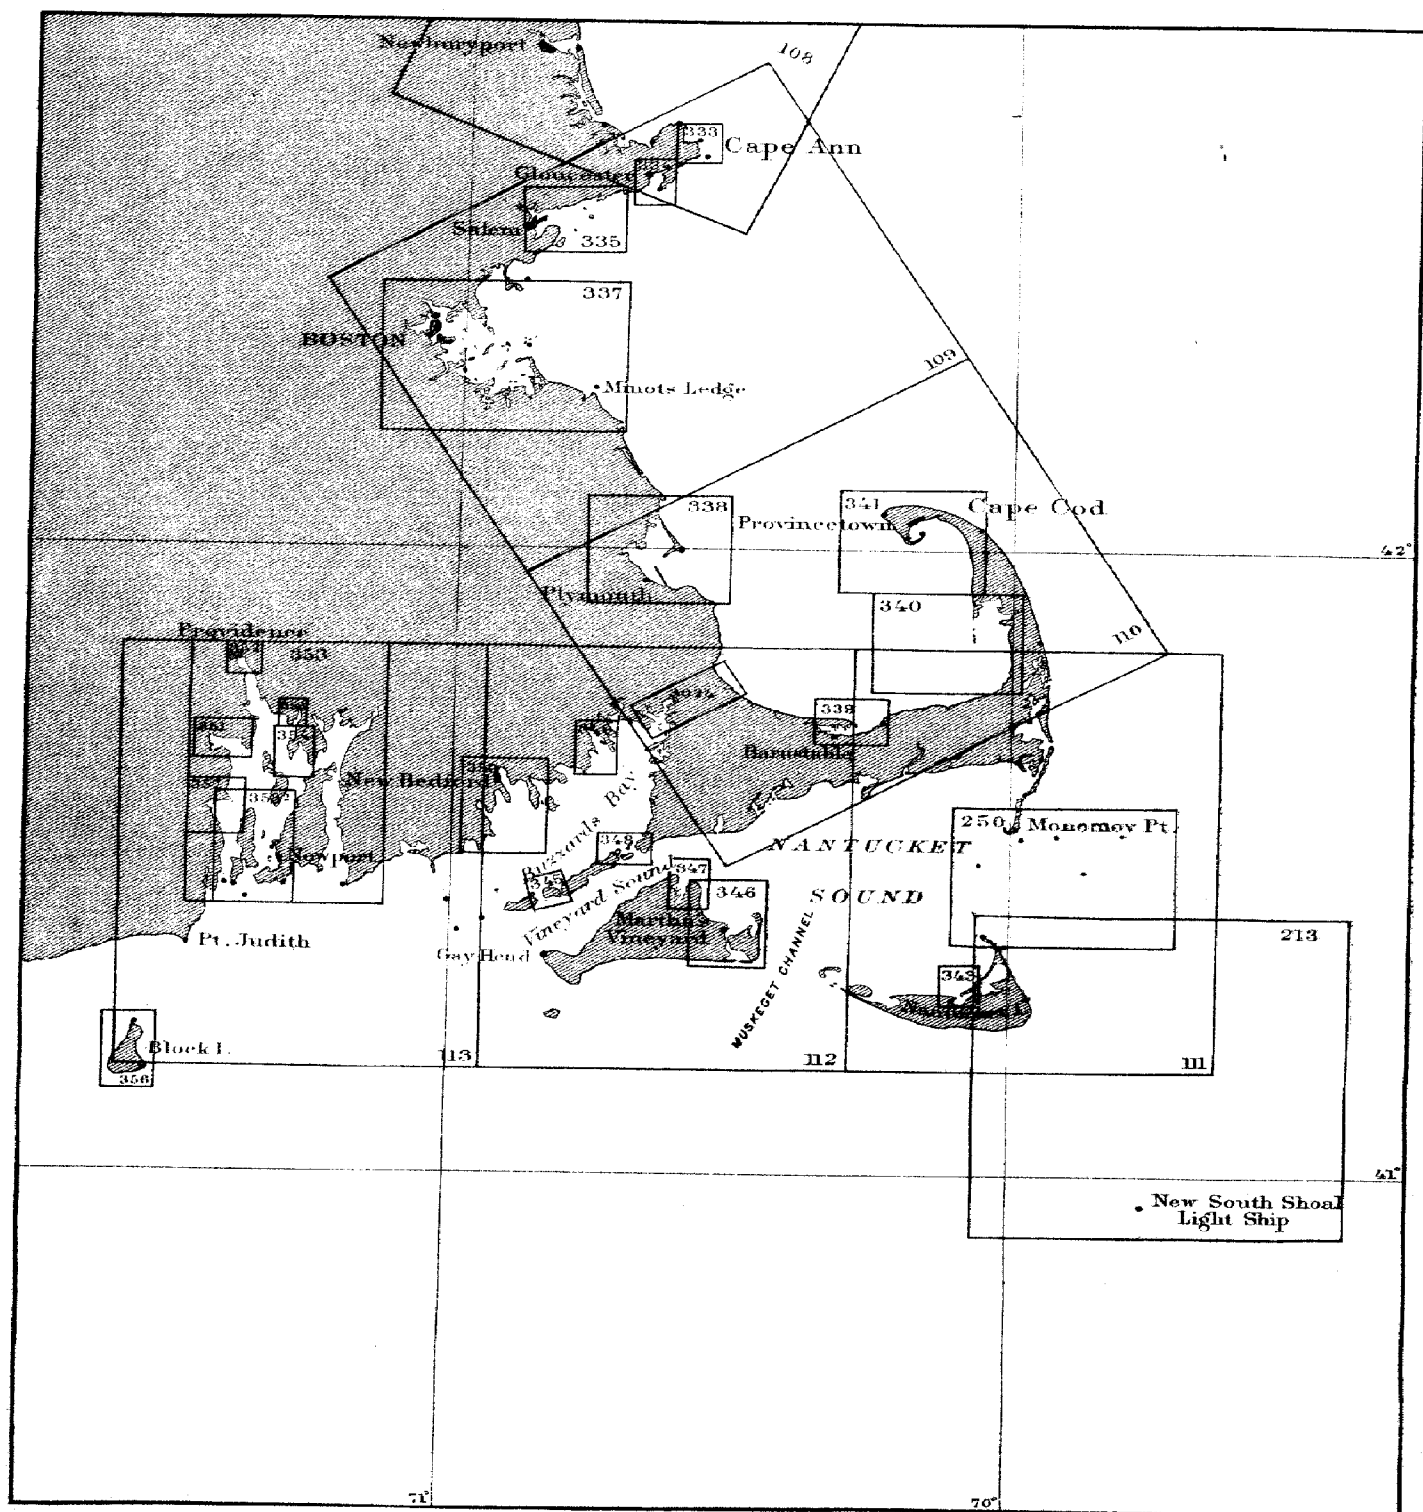 Newburyport
108
333
Cape Ann
Gloucester
Salem
335
337
BOSTON
109
Minots Ledge
338
341
Cape Cod
Provincetown
42°
Plymouth
340
110
Providence
353
339
Barnstable
New Bedford
Buzzards Bay
250
Monomoy Pt.
NANTUCKET
SOUND
Newport
348
347
345
346
Vineyard Sound
Martha's
Vineyard
213
Pt. Judith
Gay Head
MUSKEGET CHANNEL
343
Nantucket I.
Block I.
356
113
112
111
41°
New South Shoal
Light Ship
71°
70°